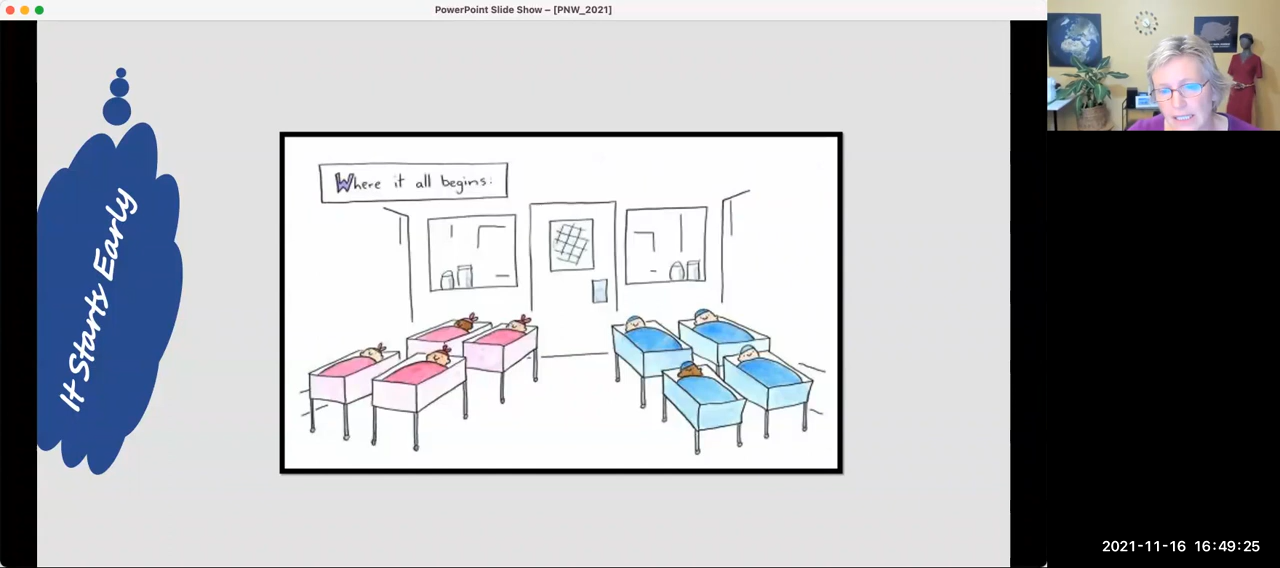 PowerPoint Slide Show – [PNW_2021]
It Starts Early
Where it all begins:
2021-11-16 16:49:25